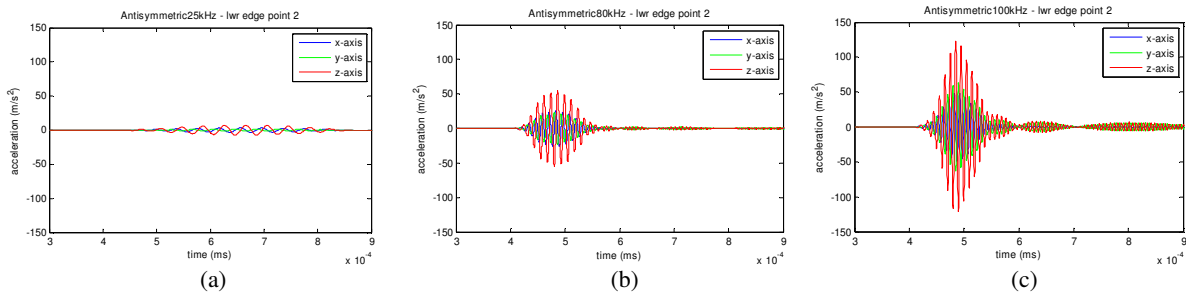 Antisymmetric25kHz - lwr edge point 2
150
100
50
0
-50
-100
-150
acceleration (m/s²)
x-axis
y-axis
z-axis
3 4 5 6 7 8 9
time (ms)
x 10⁻⁴
(a)
Antisymmetric80kHz - lwr edge point 2
150
100
50
0
-50
-100
-150
acceleration (m/s²)
x-axis
y-axis
z-axis
3 4 5 6 7 8 9
time (ms)
x 10⁻⁴
(b)
Antisymmetric100kHz - lwr edge point 2
150
100
50
0
-50
-100
-150
acceleration (m/s²)
x-axis
y-axis
z-axis
3 4 5 6 7 8 9
time (ms)
x 10⁻⁴
(c)